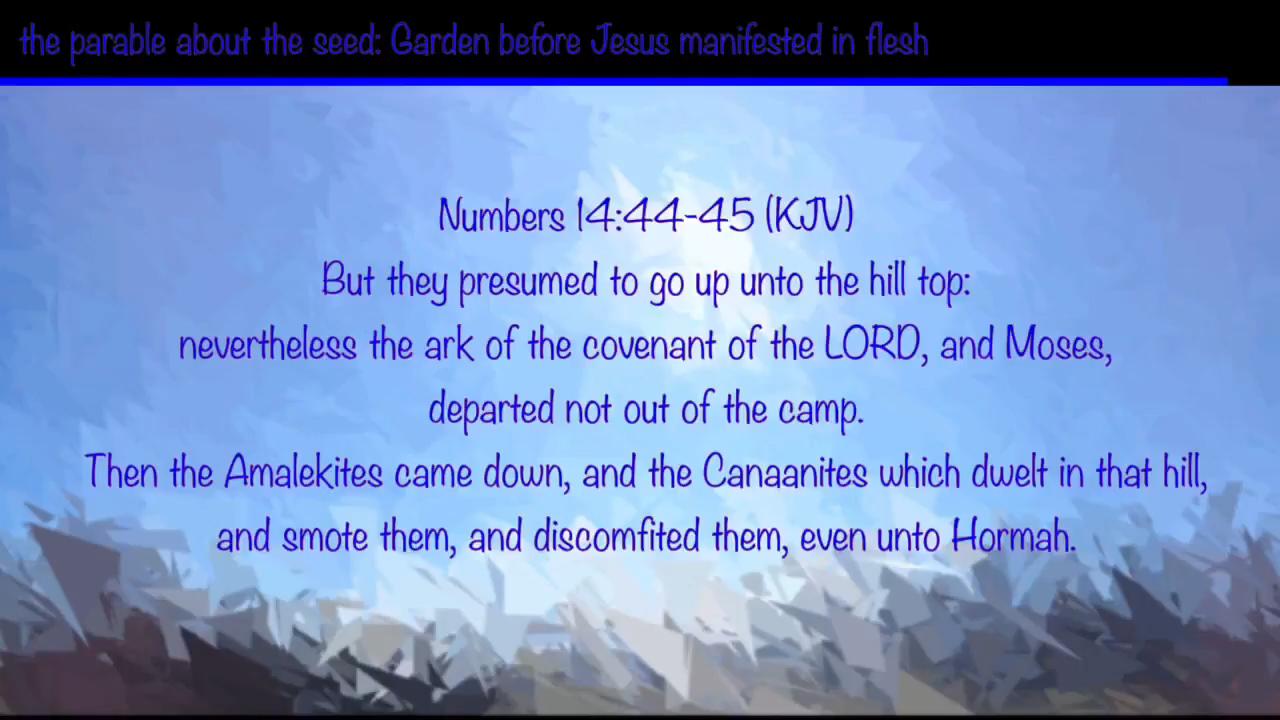 the parable about the seed: Garden before Jesus manifested in flesh
Numbers 14:44-45 (KJV)
But they presumed to go up unto the hill top:
nevertheless the ark of the covenant of the LORD, and Moses,
departed not out of the camp.
Then the Amalekites came down, and the Canaanites which dwelt in that hill,
and smote them, and discomfited them, even unto Hormah.